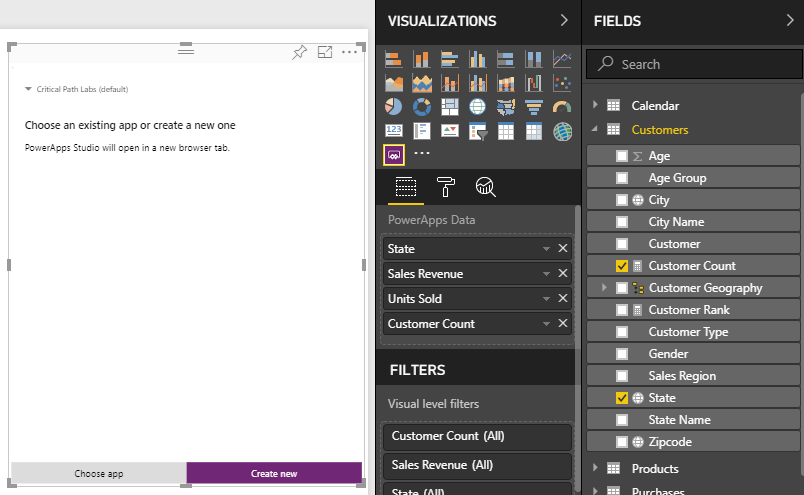 Critical Path Labs (default)
Choose an existing app or create a new one
PowerApps Studio will open in a new browser tab.
Choose app
Create new
VISUALIZATIONS
123
PowerApps Data
State
Sales Revenue
Units Sold
Customer Count
FILTERS
Visual level filters
Customer Count (All)
Sales Revenue (All)
State (All)
FIELDS
Search
Calendar
Customers
Age
Age Group
City
City Name
Customer
Customer Count
Customer Geography
Customer Rank
Customer Type
Gender
Sales Region
State
State Name
Zipcode
Products
Purchases